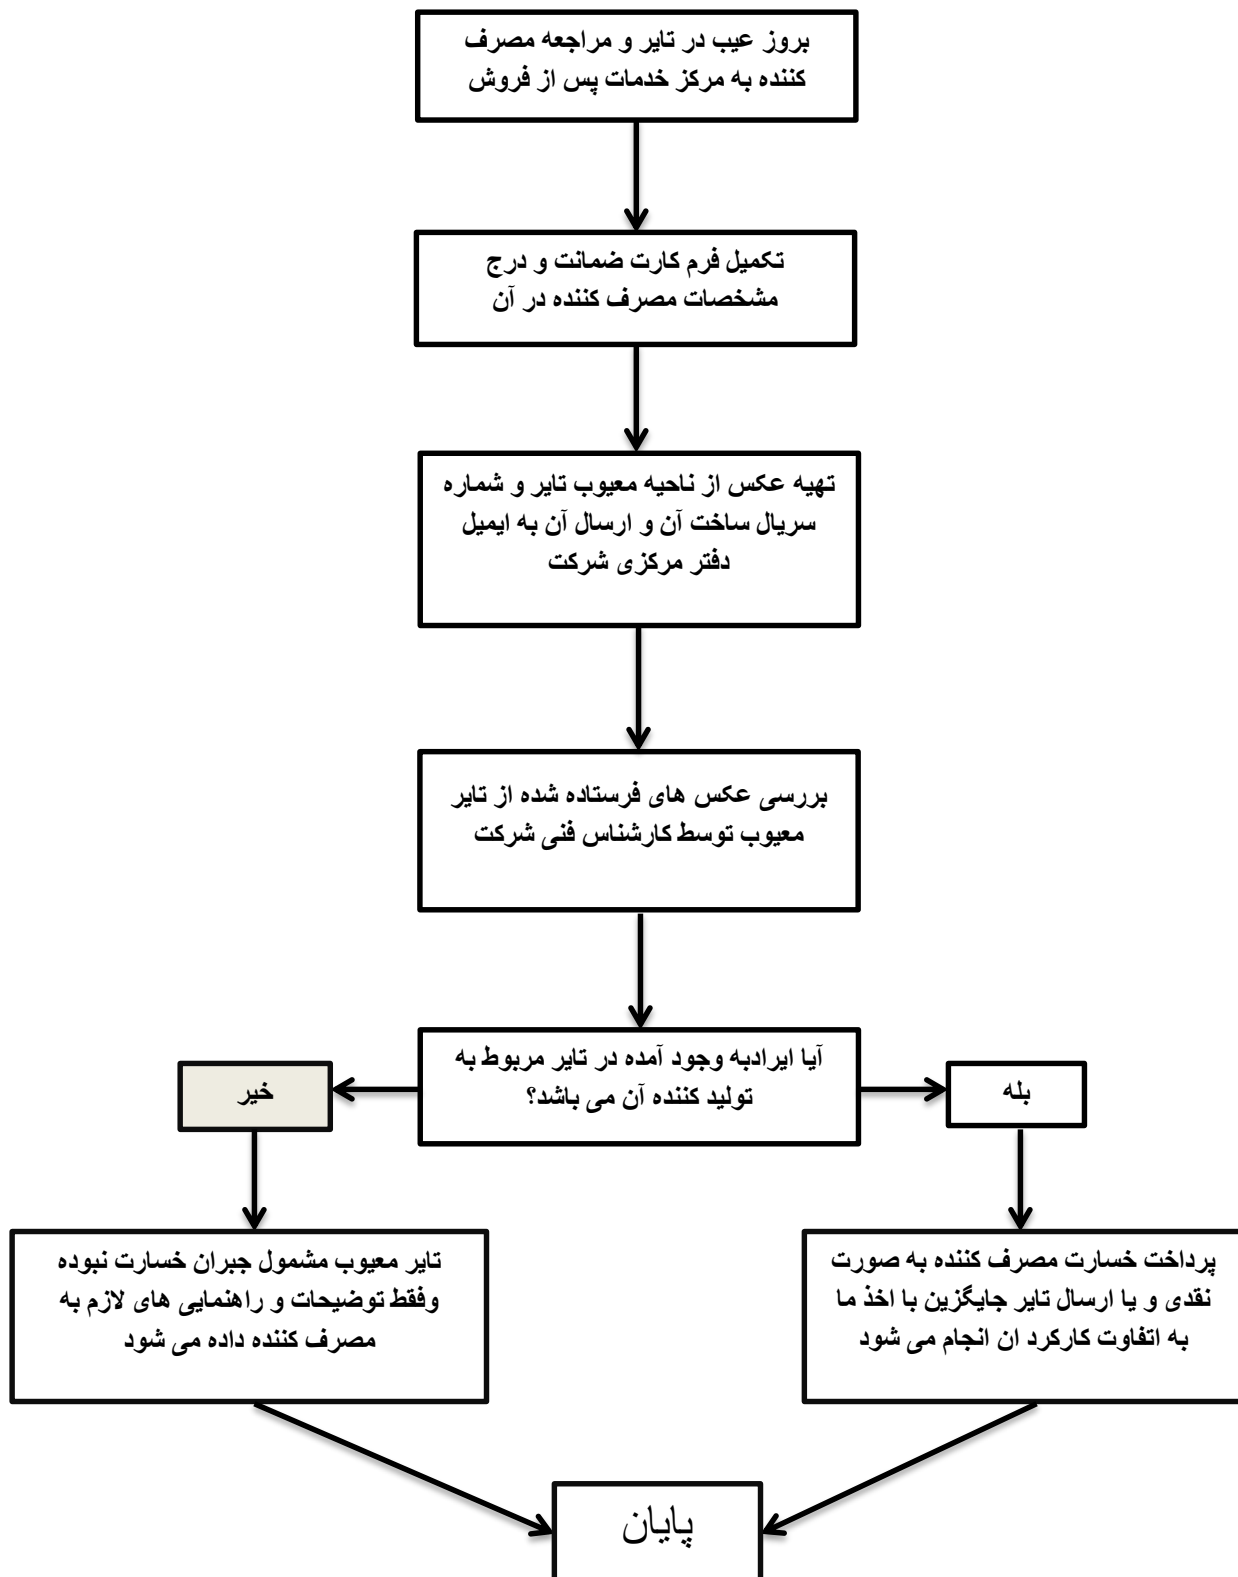 بروز عیب در تایر و مراجعه مصرف
کننده به مرکز خدمات پس از فروش
تکمیل فرم کارت ضمانت و درج
مشخصات مصرف کننده در آن
تهیه عکس از ناحیه معیوب تایر و شماره
سریال ساخت آن و ارسال آن به ایمیل
دفتر مرکزی شرکت
بررسی عکس های فرستاده شده از تایر
معیوب توسط کارشناس فنی شرکت
آیا ایرادبه وجود آمده در تایر مربوط به
تولید کننده آن می باشد؟
بله
خیر
پرداخت خسارت مصرف کننده به صورت
نقدی و یا ارسال تایر جایگزین با اخذ ما
به اتفاوت کارکرد ان انجام می شود
تایر معیوب مشمول جبران خسارت نبوده
وفقط توضیحات و راهنمایی های لازم به
مصرف کننده داده می شود
پایان